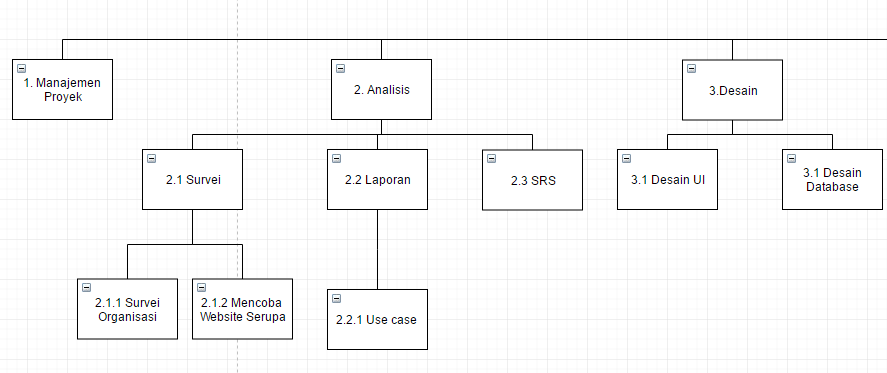 1. Manajemen
Proyek
2. Analisis
3.Desain
2.1 Survei
2.2 Laporan
2.3 SRS
3.1 Desain UI
3.1 Desain
Database
2.1.1 Survei
Organisasi
2.1.2 Mencoba
Website Serupa
2.2.1 Use case